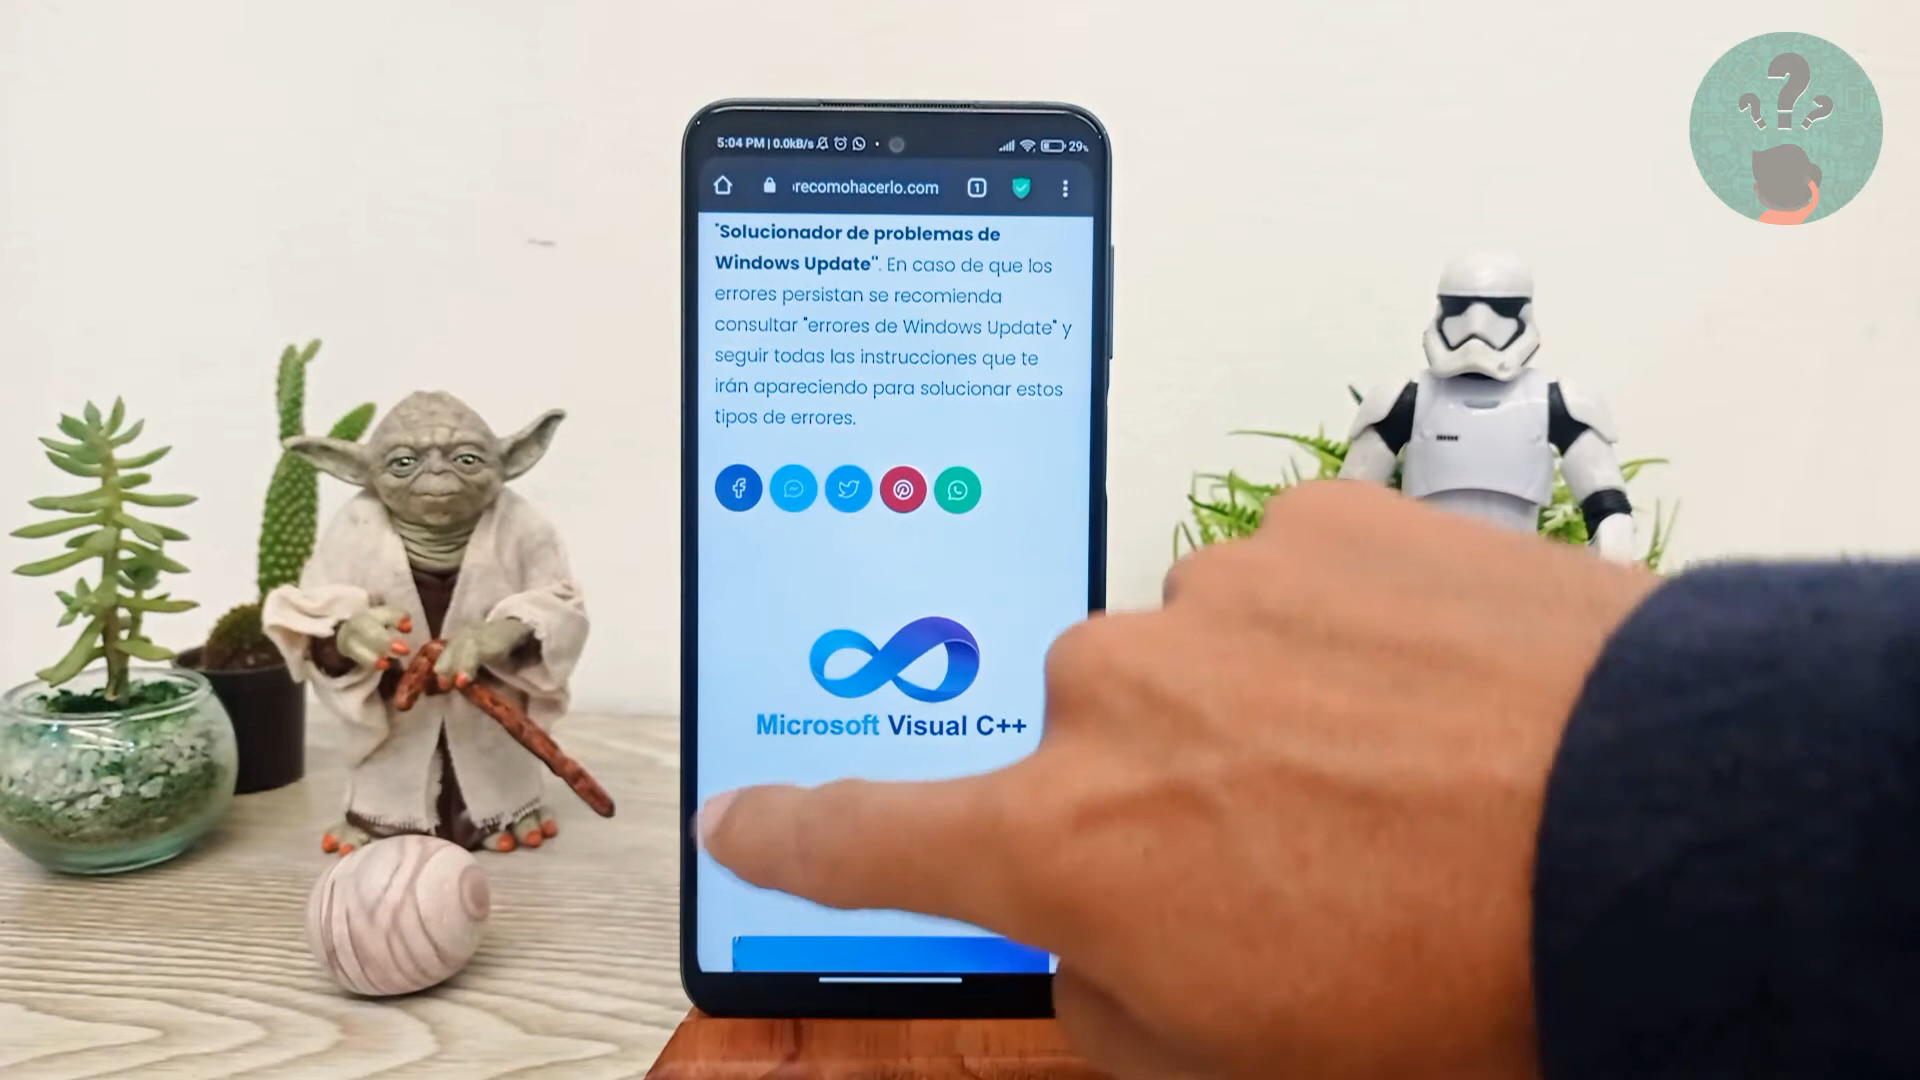 5:04 PM | 0.0kB/s
29%
recomohacerlo.com
1
"Solucionador de problemas de
Windows Update". En caso de que los
errores persistan se recomienda
consultar "errores de Windows Update" y
seguir todas las instrucciones que te
irán apareciendo para solucionar estos
tipos de errores.
Microsoft Visual C++
???